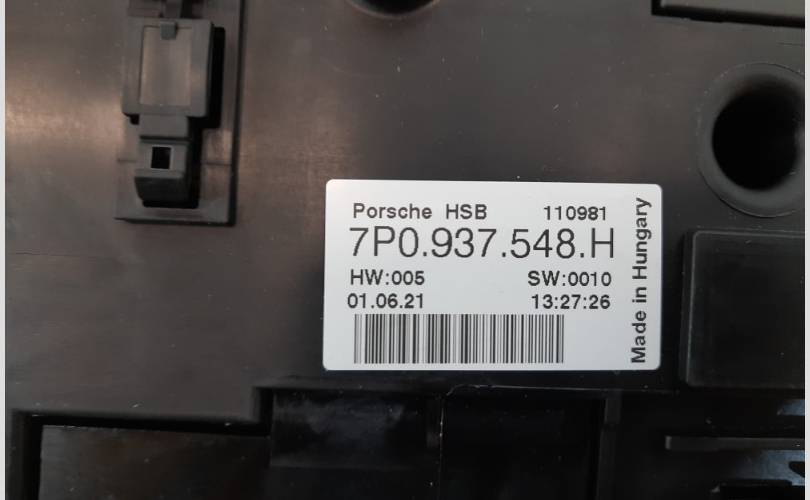 Porsche HSB 110981
7P0.937.548.H
HW:005 SW:0010
01.06.21 13:27:26
Made in Hungary